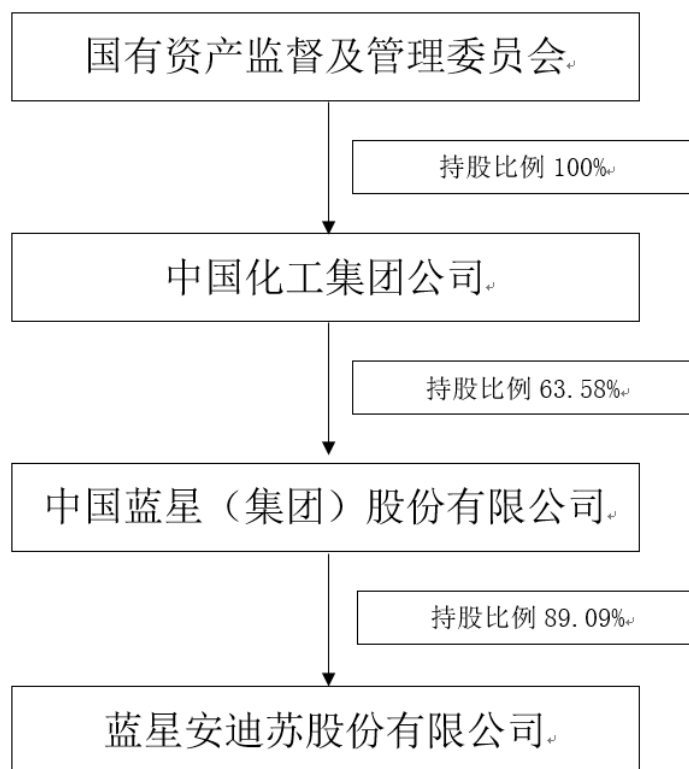 国有资产监督及管理委员会
持股比例 100%
中国化工集团公司
持股比例 63.58%
中国蓝星（集团）股份有限公司
持股比例 89.09%
蓝星安迪苏股份有限公司